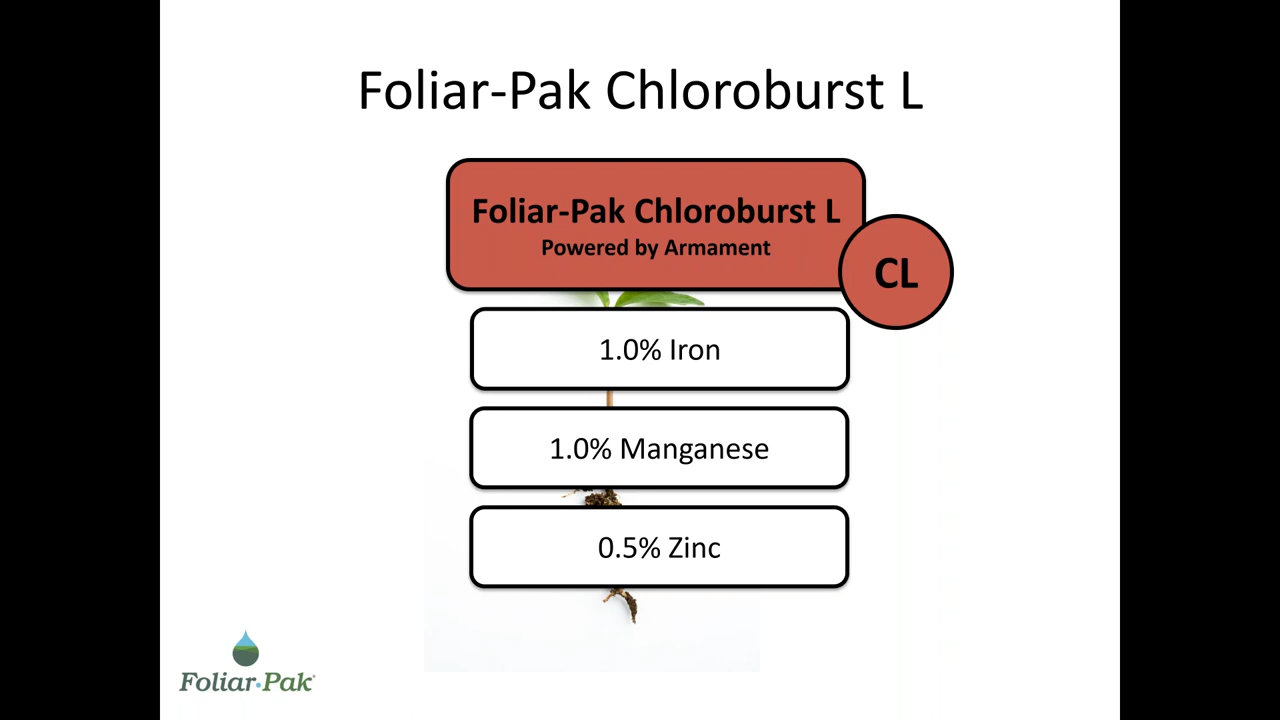 Foliar-Pak Chloroburst L
Foliar-Pak Chloroburst L
Powered by Armament
CL
1.0% Iron
1.0% Manganese
0.5% Zinc
Foliar·Pak